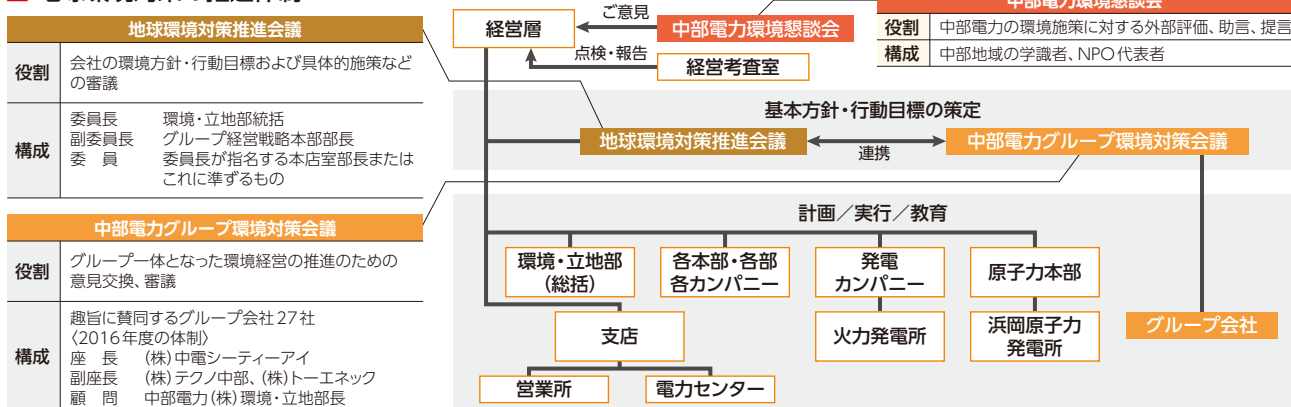 地球環境対策推進会議
役割
会社の環境方針・行動目標および具体的施策など
の審議
構成
委員長 環境・立地部統括
副委員長 グループ経営戦略本部部長
委 員 委員長が指名する本店室部長または
これに準ずるもの
中部電力グループ環境対策会議
役割
グループ一体となった環境経営の推進のための
意見交換、審議
構成
趣旨に賛同するグループ会社27社
〈2016年度の体制〉
座 長 (株)中電シーティーアイ
副座長 (株)テクノ中部、(株)トーエネック
顧 問 中部電力(株)環境・立地部長
経営層
ご意見
中部電力環境懇談会
点検・報告
経営考査室
中部電力環境懇談会
役割
中部電力の環境施策に対する外部評価、助言、提言
構成
中部地域の学識者、NPO代表者
基本方針・行動目標の策定
地球環境対策推進会議
連携
中部電力グループ環境対策会議
計画／実行／教育
環境・立地部
(総括)
各本部・各部
各カンパニー
発電
カンパニー
原子力本部
支店
火力発電所
浜岡原子力
発電所
グループ会社
営業所
電力センター